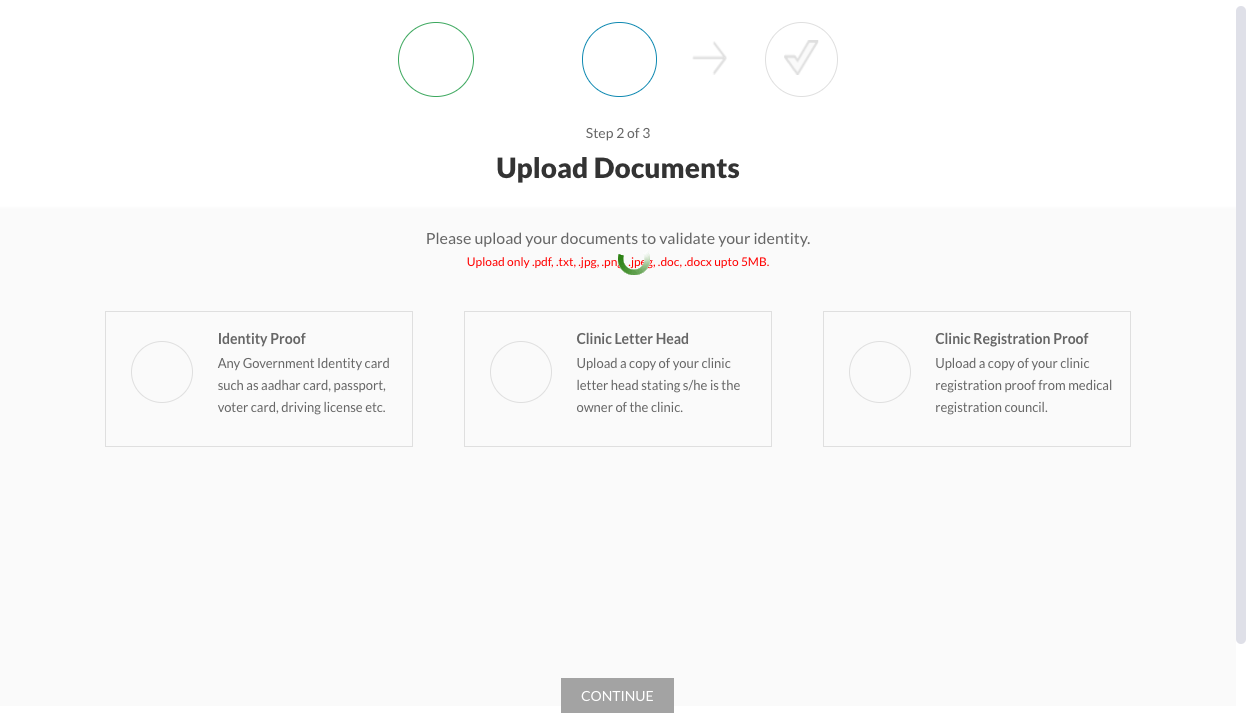 Step 2 of 3
Upload Documents
Please upload your documents to validate your identity.
Upload only .pdf, .txt, .jpg, .png, .jpeg, .doc, .docx upto 5MB.
Identity Proof
Any Government Identity card
such as aadhar card, passport,
voter card, driving license etc.
Clinic Letter Head
Upload a copy of your clinic
letter head stating s/he is the
owner of the clinic.
Clinic Registration Proof
Upload a copy of your clinic
registration proof from medical
registration council.
CONTINUE